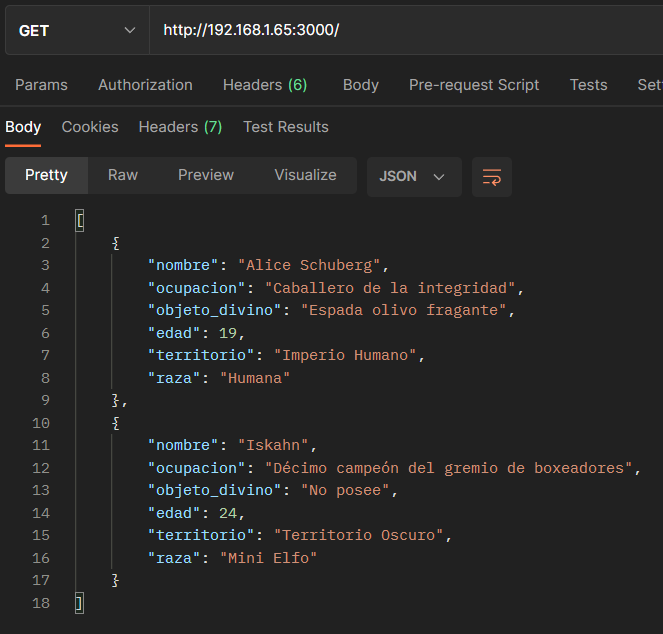 GET http://192.168.1.65:3000/
Params Authorization Headers (6) Body Pre-request Script Tests Set
Body Cookies Headers (7) Test Results
Pretty Raw Preview Visualize JSON
1 [
2 {
3 "nombre": "Alice Schuberg",
4 "ocupacion": "Caballero de la integridad",
5 "objeto_divino": "Espada olivo fragante",
6 "edad": 19,
7 "territorio": "Imperio Humano",
8 "raza": "Humana"
9 },
10 {
11 "nombre": "Iskahn",
12 "ocupacion": "Décimo campeón del gremio de boxeadores",
13 "objeto_divino": "No posee",
14 "edad": 24,
15 "territorio": "Territorio Oscuro",
16 "raza": "Mini Elfo"
17 }
18 ]